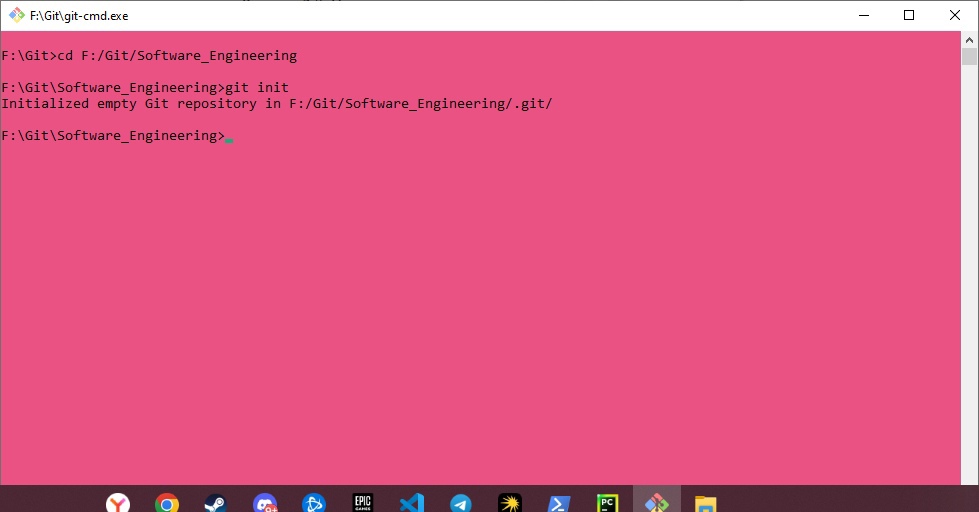 F:\Git\git-cmd.exe
F:\Git>cd F:/Git/Software_Engineering
F:\Git\Software_Engineering>git init
Initialized empty Git repository in F:/Git/Software_Engineering/.git/
F:\Git\Software_Engineering>
EPIC
GAMES
PC